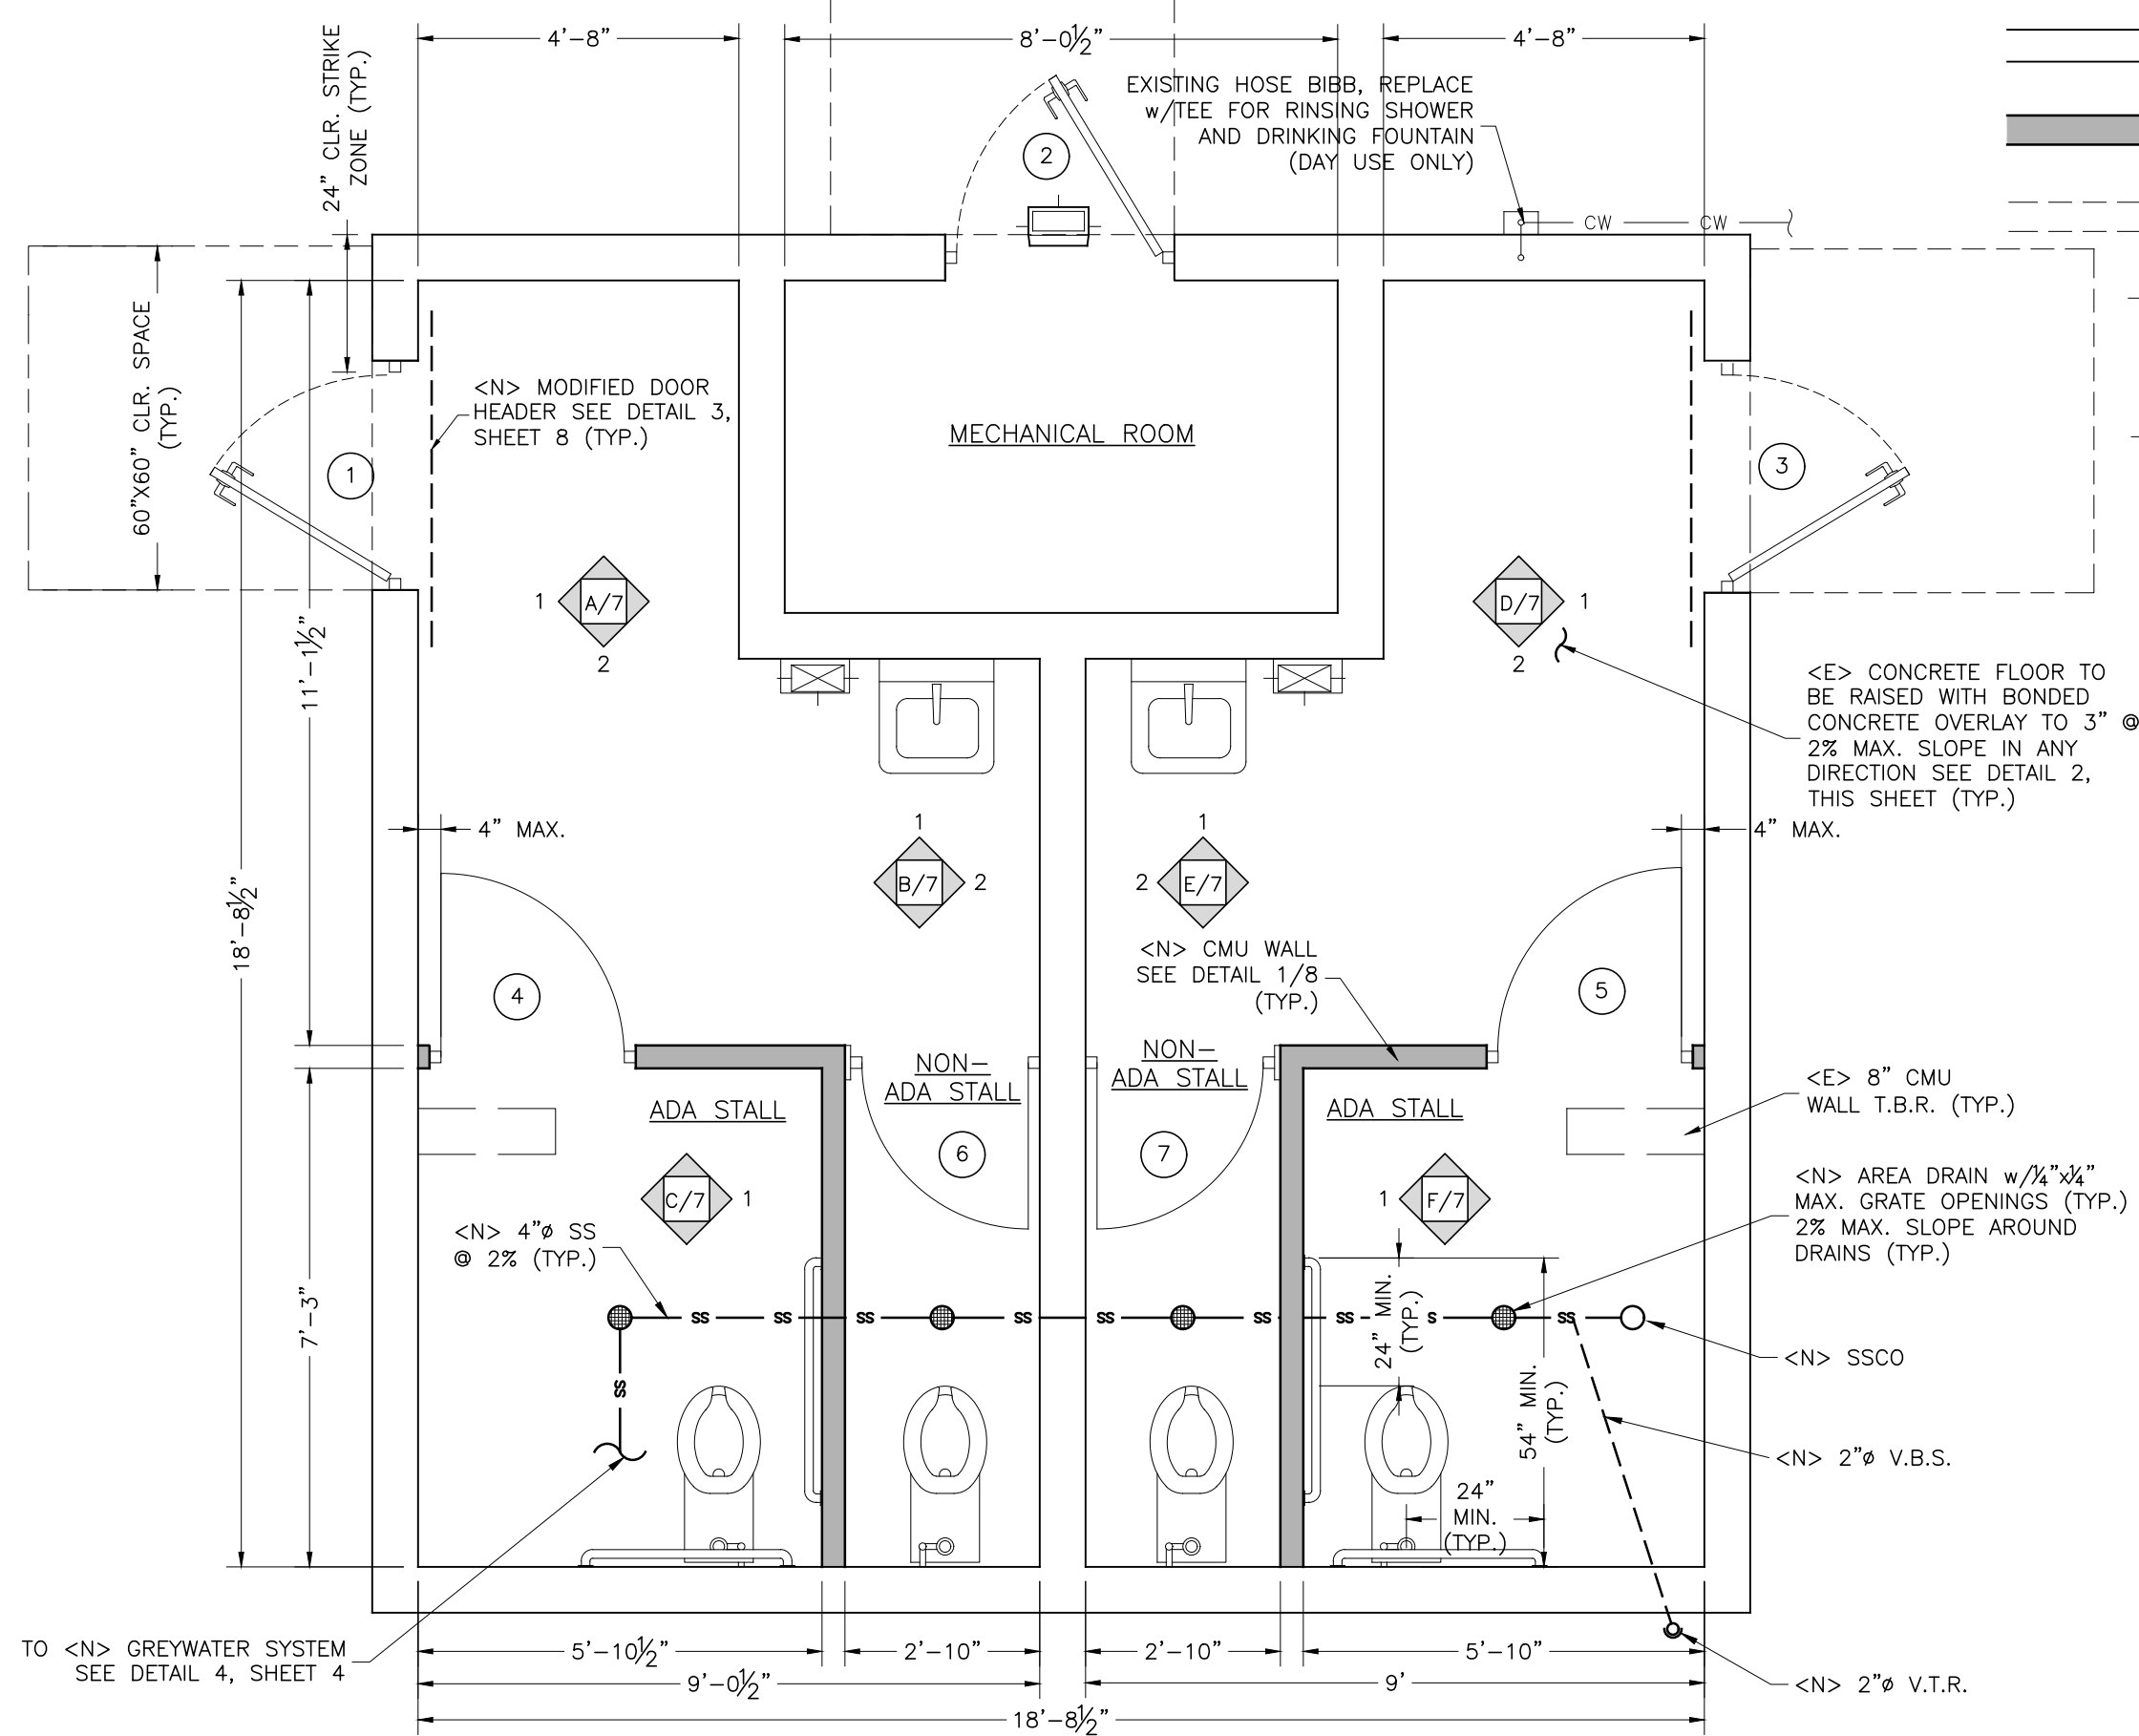 4'-8"
8'-0½"
4'-8"
24" CLR. STRIKE
ZONE (TYP.)
EXISTING HOSE BIBB, REPLACE
w/TEE FOR RINSING SHOWER
AND DRINKING FOUNTAIN
(DAY USE ONLY)
2
CW
CW
60"X60" CLR. SPACE
(TYP.)
<N> MODIFIED DOOR
HEADER SEE DETAIL 3,
SHEET 8 (TYP.)
MECHANICAL ROOM
1
3
1
A/7
2
D/7
1
2
11'-1½"
<E> CONCRETE FLOOR TO
BE RAISED WITH BONDED
CONCRETE OVERLAY TO 3" @
2% MAX. SLOPE IN ANY
DIRECTION SEE DETAIL 2,
THIS SHEET (TYP.)
4" MAX.
4" MAX.
1
B/7
2
1
2
E/7
18'-8½"
<N> CMU WALL
SEE DETAIL 1/8
(TYP.)
4
5
NON-
ADA STALL
NON-
ADA STALL
ADA STALL
ADA STALL
<E> 8" CMU
WALL T.B.R. (TYP.)
6
7
C/7
1
1
F/7
<N> AREA DRAIN w/¼"x¼"
MAX. GRATE OPENINGS (TYP.)
2% MAX. SLOPE AROUND
DRAINS (TYP.)
<N> 4"ø SS
@ 2% (TYP.)
7'-3"
SS
SS
SS
SS
SS
SS
SS
S
SS
SS
24" MIN.
(TYP.)
54" MIN.
(TYP.)
<N> SSCO
<N> 2"ø V.B.S.
24"
MIN.
(TYP.)
TO <N> GREYWATER SYSTEM
SEE DETAIL 4, SHEET 4
5'-10½"
2'-10"
2'-10"
5'-10"
9'-0½"
9'
<N> 2"ø V.T.R.
18'-8½"